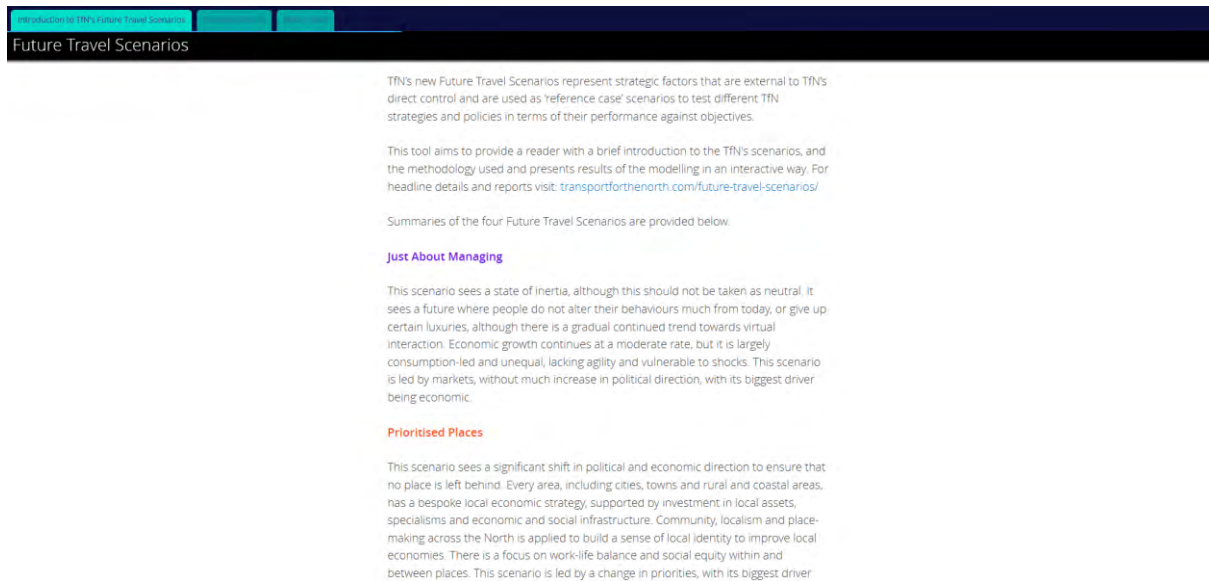 Introduction to TfN's Future Travel Scenarios
Future Travel Scenarios
TfN's new Future Travel Scenarios represent strategic factors that are external to TfN's
direct control and are used as 'reference case' scenarios to test different TfN
strategies and policies in terms of their performance against objectives.
This tool aims to provide a reader with a brief introduction to the TfN's scenarios, and
the methodology used and presents results of the modelling in an interactive way. For
headline details and reports visit: transportforthenorth.com/future-travel-scenarios/
Summaries of the four Future Travel Scenarios are provided below.
Just About Managing
This scenario sees a state of inertia, although this should not be taken as neutral. It
sees a future where people do not alter their behaviours much from today, or give up
certain luxuries, although there is a gradual continued trend towards virtual
interaction. Economic growth continues at a moderate rate, but it is largely
consumption-led and unequal, lacking agility and vulnerable to shocks. This scenario
is led by markets, without much increase in political direction, with its biggest driver
being economic.
Prioritised Places
This scenario sees a significant shift in political and economic direction to ensure that
no place is left behind. Every area, including cities, towns and rural and coastal areas,
has a bespoke local economic strategy, supported by investment in local assets,
specialisms and economic and social infrastructure. Community, localism and place-
making across the North is applied to build a sense of local identity to improve local
economies. There is a focus on work-life balance and social equity within and
between places. This scenario is led by a change in priorities, with its biggest driver